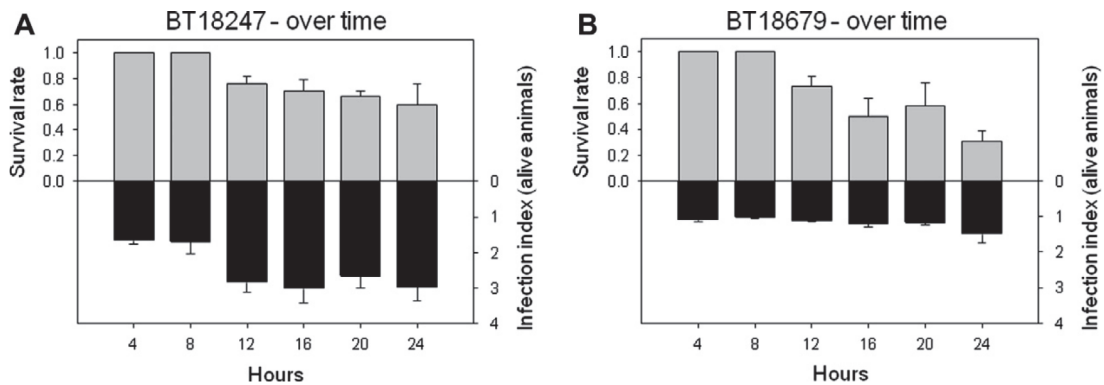 A
BT18247 - over time
Survival rate
1.0
0.8
0.6
0.4
0.2
0.0
0
1
2
3
4
Infection index (alive animals)
4 8 12 16 20 24
Hours
B
BT18679 - over time
Survival rate
1.0
0.8
0.6
0.4
0.2
0.0
0
1
2
3
4
Infection index (alive animals)
4 8 12 16 20 24
Hours